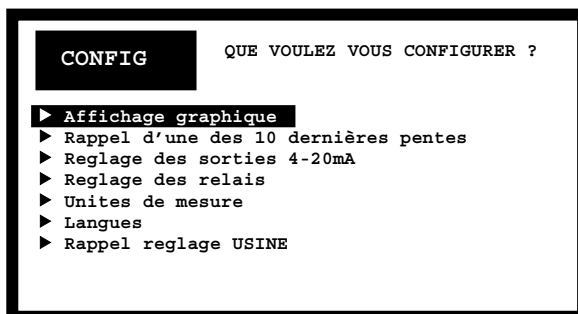 CONFIG
QUE VOULEZ VOUS CONFIGURER ?
▶ Affichage graphique
▶ Rappel d’une des 10 dernières pentes
▶ Reglage des sorties 4-20mA
▶ Reglage des relais
▶ Unites de mesure
▶ Langues
▶ Rappel reglage USINE